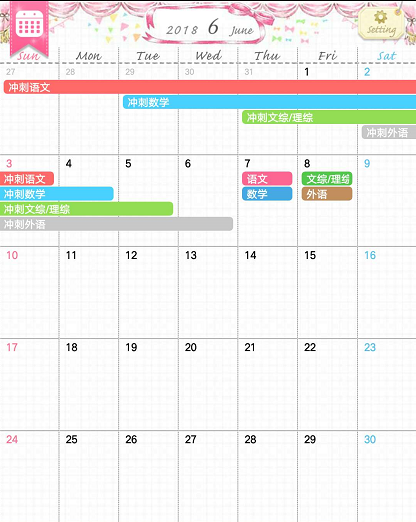 2018 6 June
Setting
Sun Mon Tue Wed Thu Fri Sat
27 28 29 30 31 1 2
冲刺语文
冲刺数学
冲刺文综/理综
冲刺外语
3 4 5 6 7 8 9
冲刺语文 语文 文综/理综
冲刺数学 数学 外语
冲刺文综/理综
冲刺外语
10 11 12 13 14 15 16
17 18 19 20 21 22 23
24 25 26 27 28 29 30